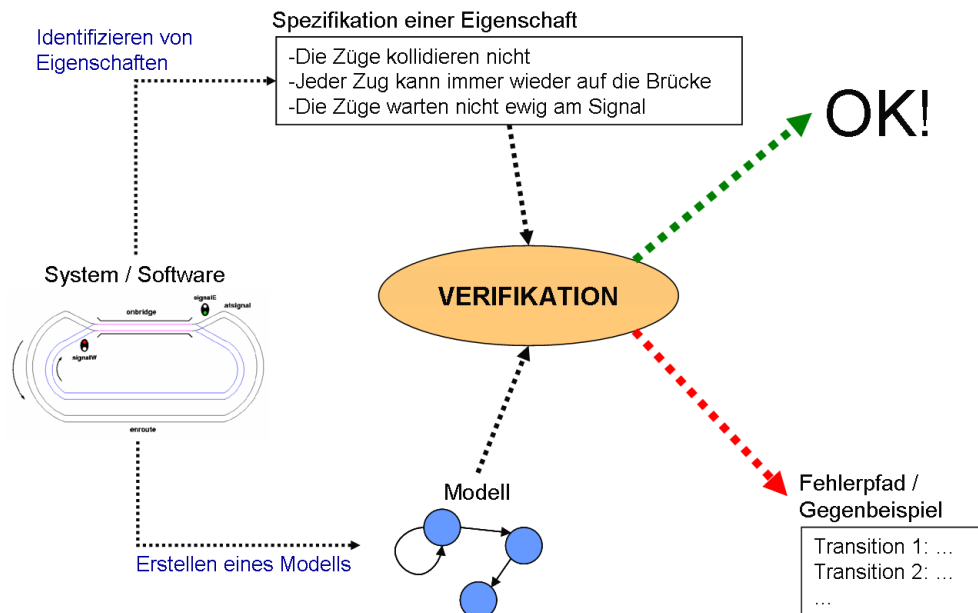 Spezifikation einer Eigenschaft
Identifizieren von
Eigenschaften
-Die Züge kollidieren nicht
-Jeder Zug kann immer wieder auf die Brücke
-Die Züge warten nicht ewig am Signal
OK!
System / Software
signalE
onbridge
atsignal
signalW
enroute
VERIFIKATION
Modell
Erstellen eines Modells
Fehlerpfad /
Gegenbeispiel
Transition 1: ...
Transition 2: ...
...